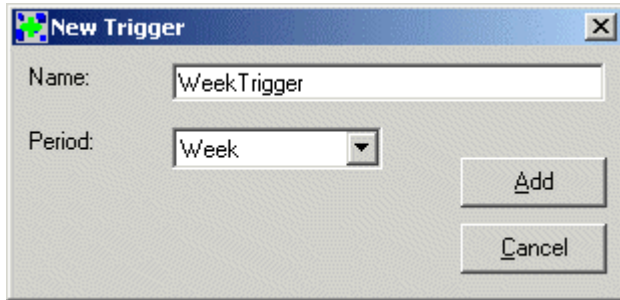 New Trigger
Name: WeekTrigger
Period: Week
Add
Cancel